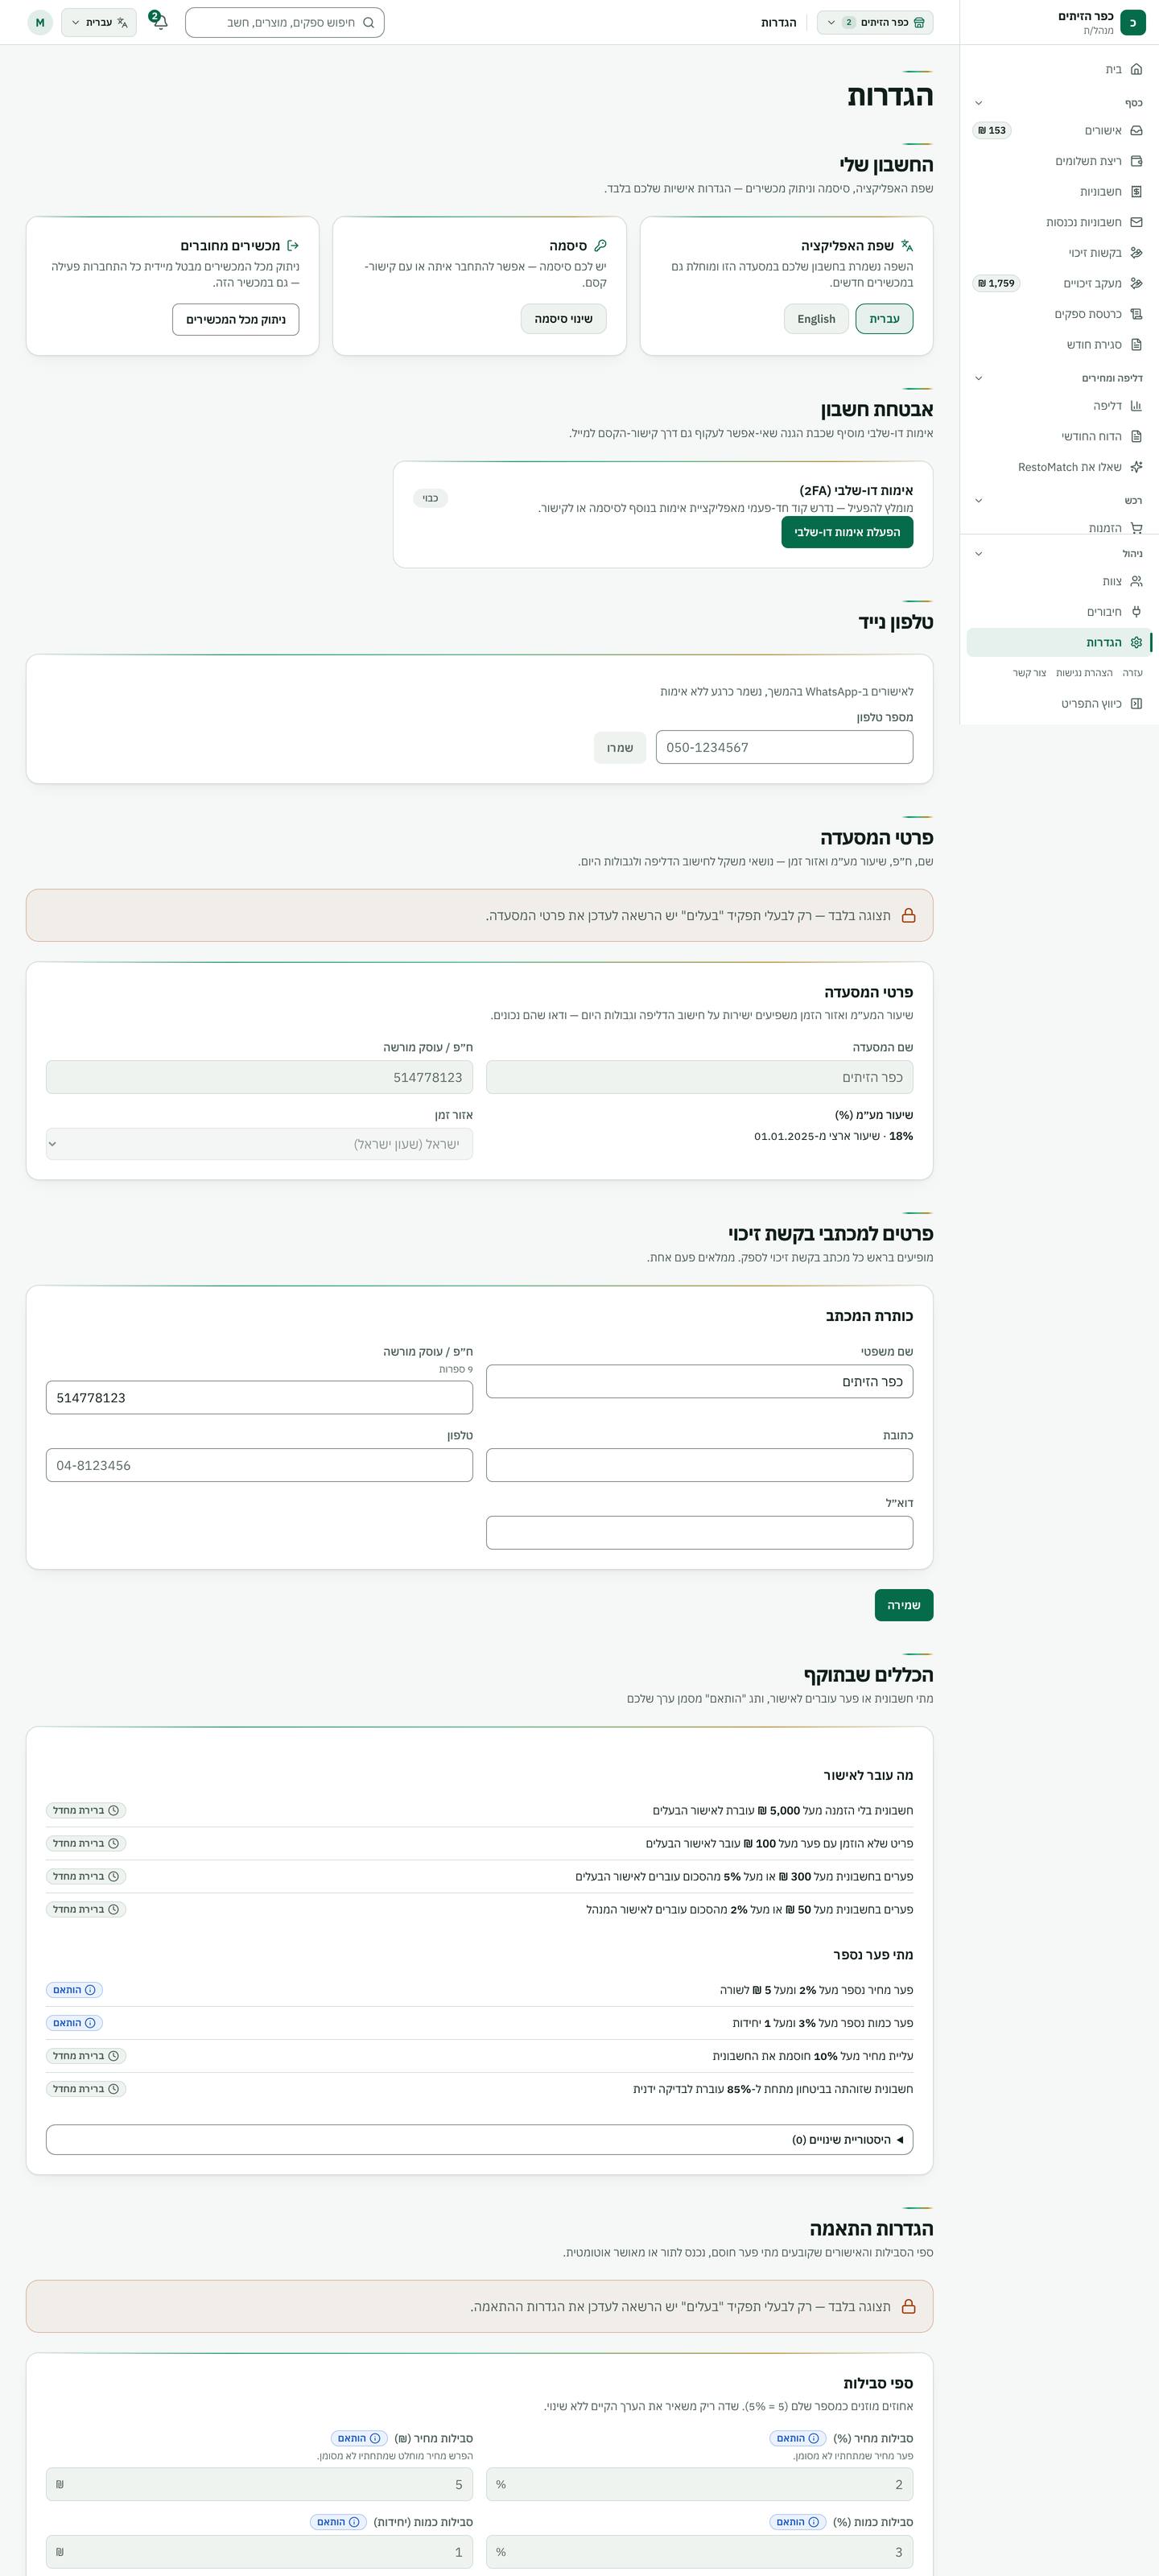 כ
כפר הזיתים
מנהל/ת
כפר הזיתים 2
הגדרות
חיפוש ספקים, מוצרים, חשב
2
עברית
M
בית
כסף
אישורים
153 ₪
ריצת תשלומים
חשבוניות
חשבוניות נכנסות
בקשות זיכוי
מעקב זיכויים
1,759 ₪
כרטסת ספקים
סגירת חודש
דליפה ומחירים
דליפה
הדוח החודשי
שאלו את RestoMatch
רכש
הזמנות
ניהול
צוות
חיבורים
הגדרות
עזרה הצהרת נגישות צור קשר
כיווץ התפריט
הגדרות
החשבון שלי
שפת האפליקציה, סיסמה וניתוק מכשירים — הגדרות אישיות שלכם בלבד.
שפת האפליקציה
השפה נשמרת בחשבון שלכם במסעדה הזו ומוחלת גם
במכשירים חדשים.
עברית
English
סיסמה
יש לכם סיסמה — אפשר להתחבר איתה או עם קישור-
קסם.
שינוי סיסמה
מכשירים מחוברים
ניתוק מכל המכשירים מבטל מיידית כל התחברות פעילה
— גם במכשיר הזה.
ניתוק מכל המכשירים
אבטחת חשבון
אימות דו-שלבי מוסיף שכבת הגנה שאי-אפשר לעקוף גם דרך קישור-הקסם למייל.
אימות דו-שלבי (2FA)
כבוי
מומלץ להפעיל — נדרש קוד חד-פעמי מאפליקציית אימות בנוסף לסיסמה או לקישור.
הפעלת אימות דו-שלבי
טלפון נייד
לאישורים ב-WhatsApp בהמשך, נשמר כרגע ללא אימות
מספר טלפון
050-1234567
שמרו
פרטי המסעדה
שם, ח״פ, שיעור מע״מ ואזור זמן — נושאי משקל לחישוב הדליפה ולגבולות היום.
תצוגה בלבד — רק לבעלי תפקיד "בעלים" יש הרשאה לעדכן את פרטי המסעדה.
פרטי המסעדה
שיעור המע״מ ואזור הזמן משפיעים ישירות על חישוב הדליפה וגבולות היום — ודאו שהם נכונים.
שם המסעדה
ח״פ / עוסק מורשה
כפר הזיתים
514778123
שיעור מע״מ (%)
אזור זמן
18% · שיעור ארצי מ-01.01.2025
ישראל (שעון ישראל)
פרטים למכתבי בקשת זיכוי
מופיעים בראש כל מכתב בקשת זיכוי לספק. ממלאים פעם אחת.
כותרת המכתב
שם משפטי
ח״פ / עוסק מורשה
9 ספרות
כפר הזיתים
514778123
כתובת
טלפון
04-8123456
דוא״ל
שמירה
הכללים שבתוקף
מתי חשבונית או פער עוברים לאישור, ותג "הותאם" מסמן ערך שלכם
מה עובר לאישור
חשבונית בלי הזמנה מעל 5,000 ₪ עוברת לאישור הבעלים
ברירת מחדל
פריט שלא הוזמן עם פער מעל 100 ₪ עובר לאישור הבעלים
ברירת מחדל
פערים בחשבונית מעל 300 ₪ או מעל 5% מהסכום עוברים לאישור הבעלים
ברירת מחדל
פערים בחשבונית מעל 50 ₪ או מעל 2% מהסכום עוברים לאישור המנהל
ברירת מחדל
מתי פער נספר
פער מחיר נספר מעל 2% ומעל 5 ₪ לשורה
הותאם
פער כמות נספר מעל 3% ומעל 1 יחידות
הותאם
עליית מחיר מעל 10% חוסמת את החשבונית
ברירת מחדל
חשבונית שזוהתה בביטחון מתחת ל-85% עוברת לבדיקה ידנית
ברירת מחדל
היסטוריית שינויים (0)
הגדרות התאמה
ספי הסבילות והאישורים שקובעים מתי פער חוסם, נכנס לתור או מאושר אוטומטית.
תצוגה בלבד — רק לבעלי תפקיד "בעלים" יש הרשאה לעדכן את הגדרות ההתאמה.
ספי סבילות
אחוזים מוזנים כמספר שלם (5 = 5%). שדה ריק משאיר את הערך הקיים ללא שינוי.
סבילות מחיר (%) הותאם
סבילות מחיר (₪) הותאם
פער מחיר שמתחתיו לא מסומן.
הפרש מחיר מוחלט שמתחתיו לא מסומן.
2 %
5 ₪
סבילות כמות (%) הותאם
סבילות כמות (יחידות) הותאם
3 %
1 ₪